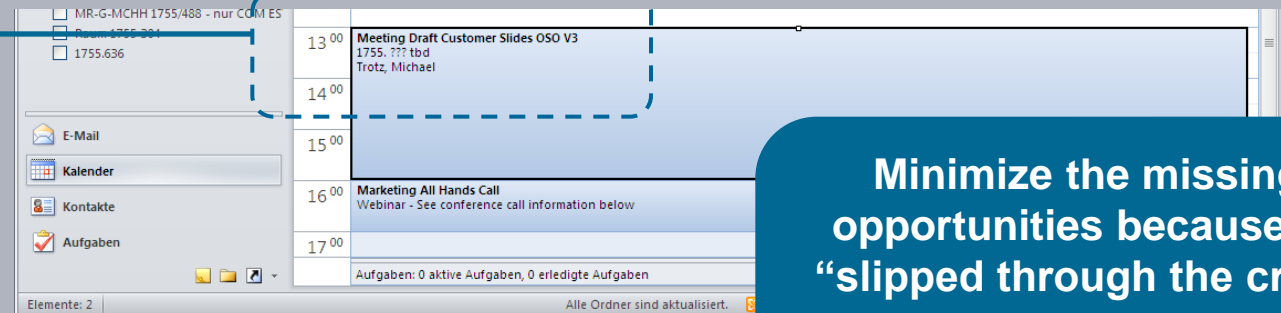 MR-G-MCHH 1755/488 - nur COM ES
Raum 1755-304
1755.636
E-Mail
Kalender
Kontakte
Aufgaben
Elemente: 2
13 00
Meeting Draft Customer Slides OSO V3
1755. ??? tbd
Trotz, Michael
14 00
15 00
16 00
Marketing All Hands Call
Webinar - See conference call information below
17 00
Aufgaben: 0 aktive Aufgaben, 0 erledigte Aufgaben
Alle Ordner sind aktualisiert.
Minimize the missing
opportunities because
“slipped through the cr